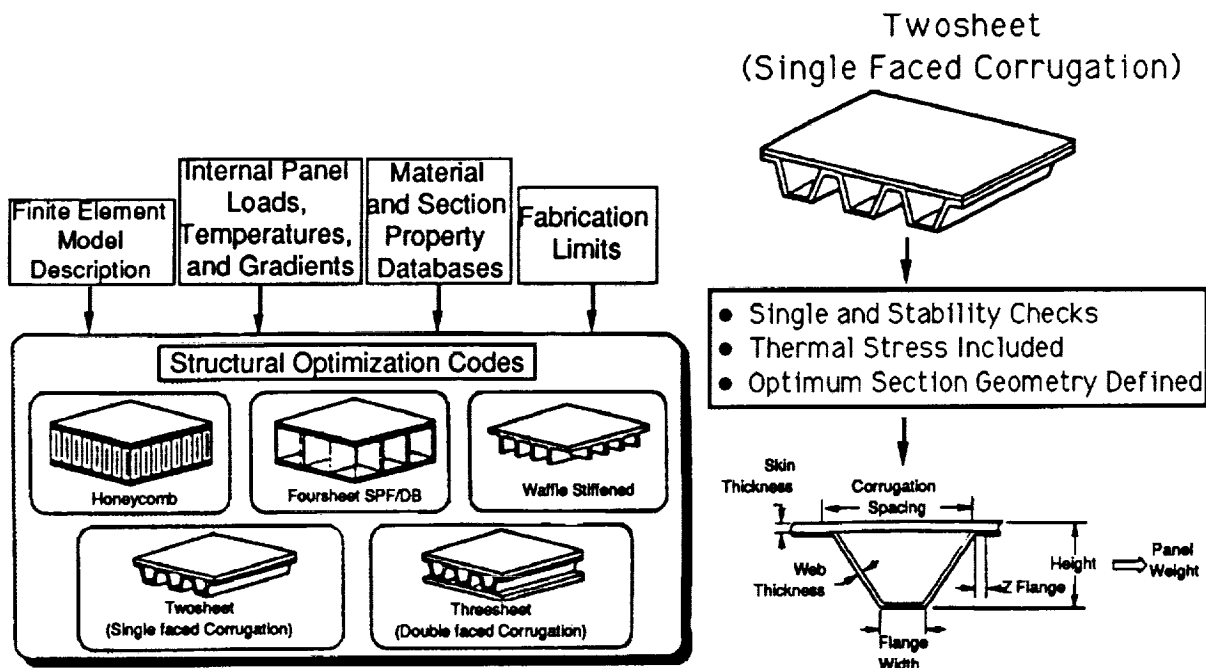 Finite Element
Model
Description
Internal Panel
Loads,
Temperatures,
and Gradients
Material
and Section
Property
Databases
Fabrication
Limits
Structural Optimization Codes
Honeycomb
Foursheet SPF/DB
Waffle Stiffened
Twosheet
(Single faced Corrugation)
Threesheet
(Double faced Corrugation)
Twosheet
(Single Faced Corrugation)
• Single and Stability Checks
• Thermal Stress Included
• Optimum Section Geometry Defined
Skin
Thickness
Corrugation
Spacing
Web
Thickness
Flange
Width
Z Flange
Height
Panel
Weight